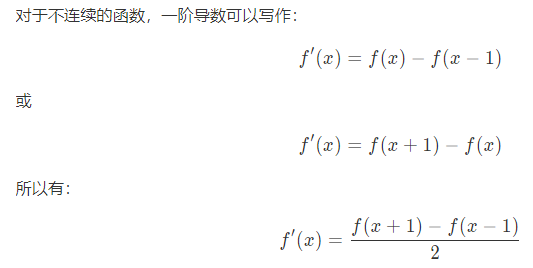 对于不连续的函数，一阶导数可以写作：
f′(x) = f(x) − f(x − 1)
或
f′(x) = f(x + 1) − f(x)
所以有：
f′(x) = \frac{f(x + 1) − f(x − 1)}{2}